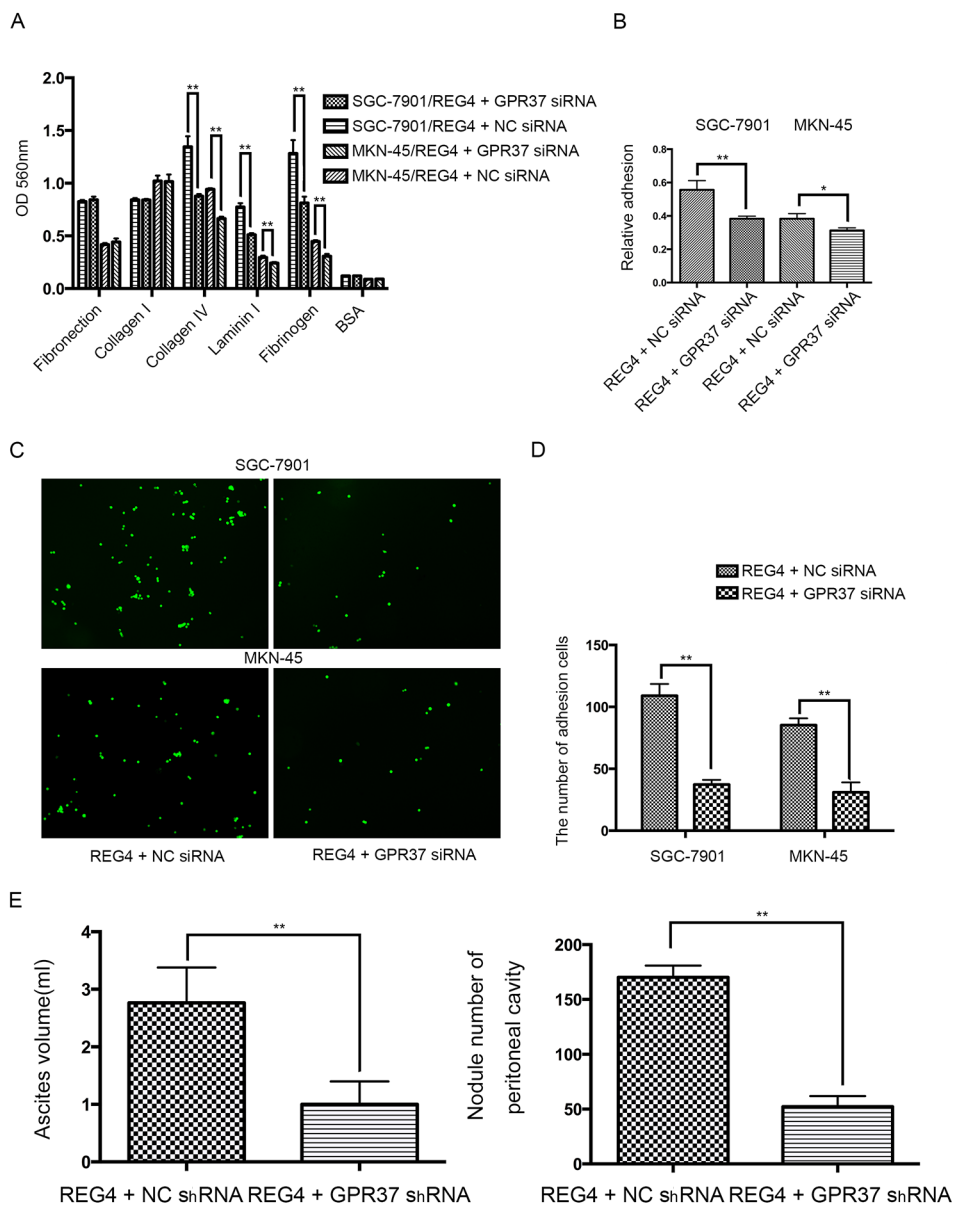 A
2.0
1.5
1.0
0.5
0.0
OD 560nm
** ** ** ** ** **
SGC-7901/REG4 + GPR37 siRNA
SGC-7901/REG4 + NC siRNA
MKN-45/REG4 + GPR37 siRNA
MKN-45/REG4 + NC siRNA
Fibronection
Collagen I
Collagen IV
Laminin I
Fibrinogen
BSA
B
SGC-7901 MKN-45
0.8
0.6
0.4
0.2
0.0
Relative adhesion
** *
REG4 + NC siRNA
REG4 + GPR37 siRNA
REG4 + NC siRNA
REG4 + GPR37 siRNA
C
SGC-7901
MKN-45
REG4 + NC siRNA REG4 + GPR37 siRNA
D
REG4 + NC siRNA
REG4 + GPR37 siRNA
150
100
50
0
The number of adhesion cells
** **
SGC-7901 MKN-45
E
4
3
2
1
0
Ascites volume(ml)
**
REG4 + NC shRNA REG4 + GPR37 shRNA
200
150
100
50
0
Nodule number of
peritoneal cavity
**
REG4 + NC shRNA REG4 + GPR37 shRNA